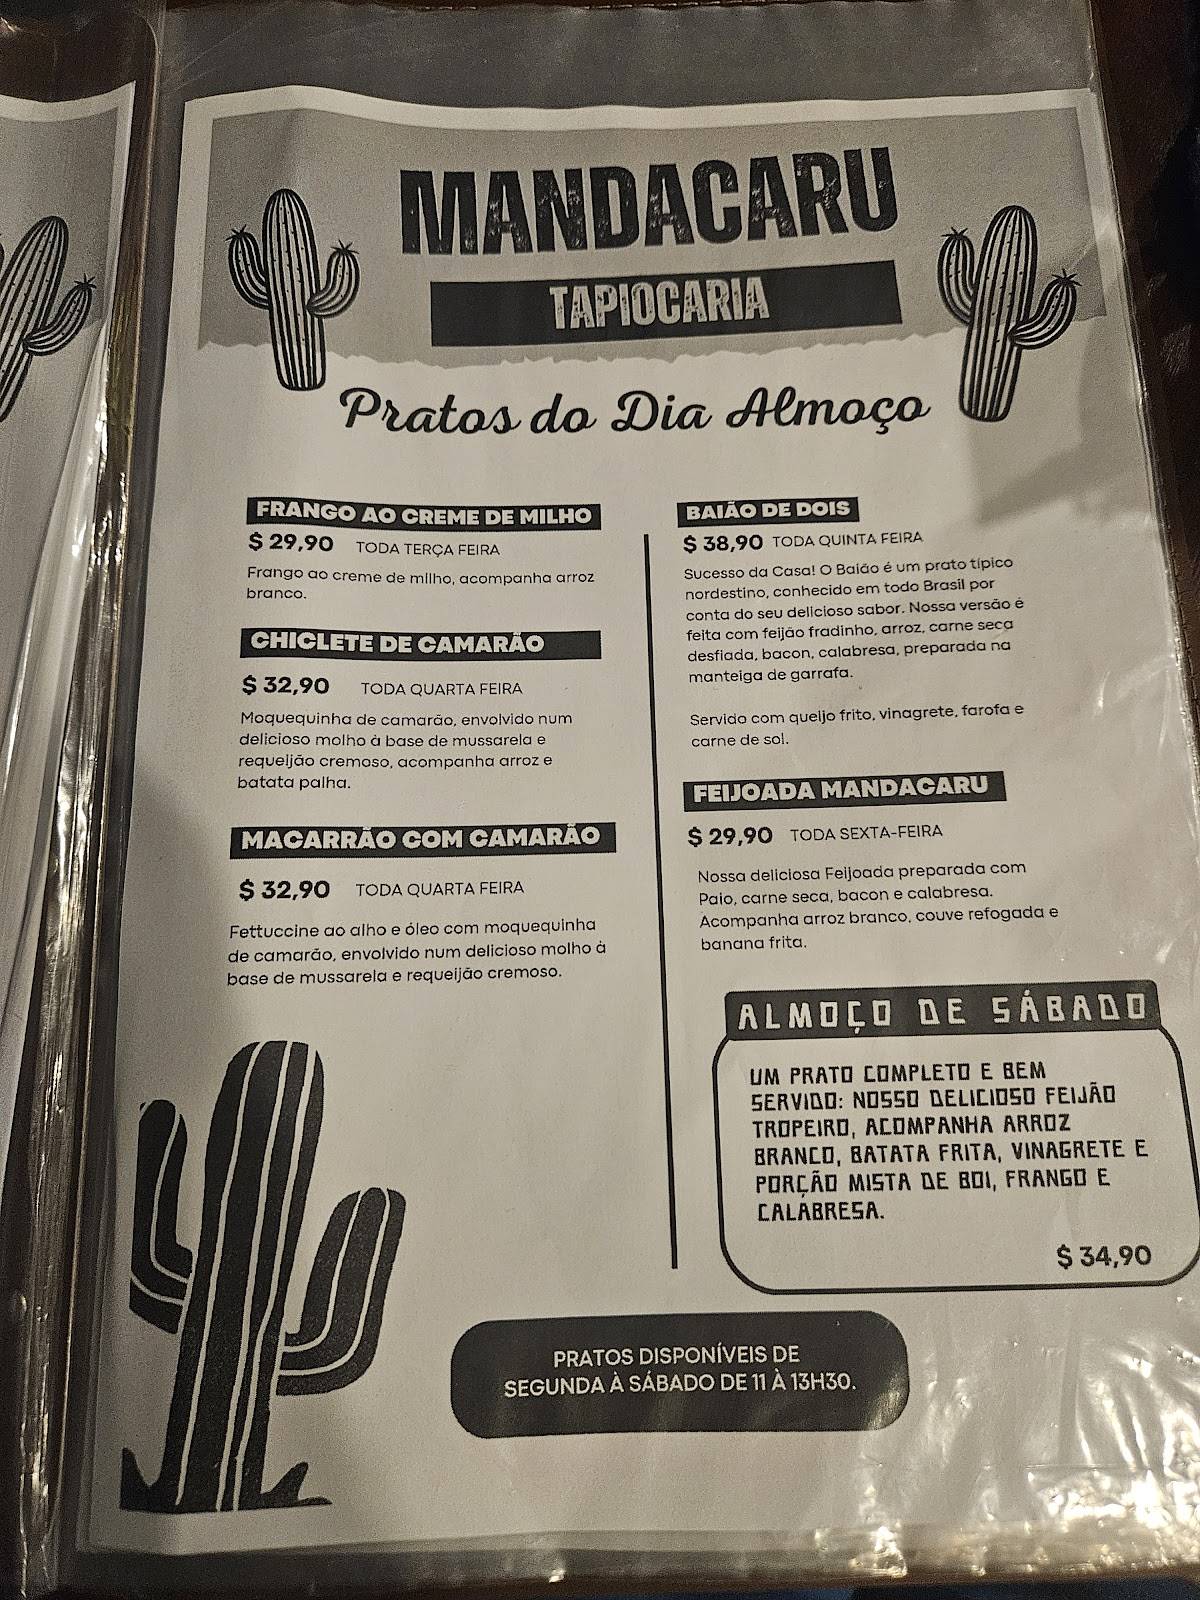 MANDACARU
TAPIOCARIA
Pratos do Dia Almoço
FRANGO AO CREME DE MILHO
$ 29,90 TODA TERÇA FEIRA
Frango ao creme de milho, acompanha arroz
branco.
CHICLETE DE CAMARÃO
$ 32,90 TODA QUARTA FEIRA
Moquequinha de camarão, envolvido num
delicioso molho à base de mussarela e
requeijão cremoso, acompanha arroz e
batata palha.
MACARRÃO COM CAMARÃO
$ 32,90 TODA QUARTA FEIRA
Fettuccine ao alho e óleo com moquequinha
de camarão, envolvido num delicioso molho à
base de mussarela e requeijão cremoso.
BAIÃO DE DOIS
$ 38,90 TODA QUINTA FEIRA
Sucesso da Casa! O Baião é um prato típico
nordestino, conhecido em todo Brasil por
conta do seu delicioso sabor. Nossa versão é
feita com feijão fradinho, arroz, carne seca
desfiada, bacon, calabresa, preparada na
manteiga de garrafa.
Servido com queijo frito, vinagrete, farofa e
carne de sol.
FEIJOADA MANDACARU
$ 29,90 TODA SEXTA-FEIRA
Nossa deliciosa Feijoada preparada com
Paio, carne seca, bacon e calabresa.
Acompanha arroz branco, couve refogada e
banana frita.
ALMOÇO DE SÁBADO
UM PRATO COMPLETO E BEM
SERVIDO: NOSSO DELICIOSO FEIJÃO
TROPEIRO, ACOMPANHA ARROZ
BRANCO, BATATA FRITA, VINAGRETE E
PORÇÃO MISTA DE BOI, FRANGO E
CALABRESA.
$ 34,90
PRATOS DISPONÍVEIS DE
SEGUNDA À SÁBADO DE 11 À 13H30.